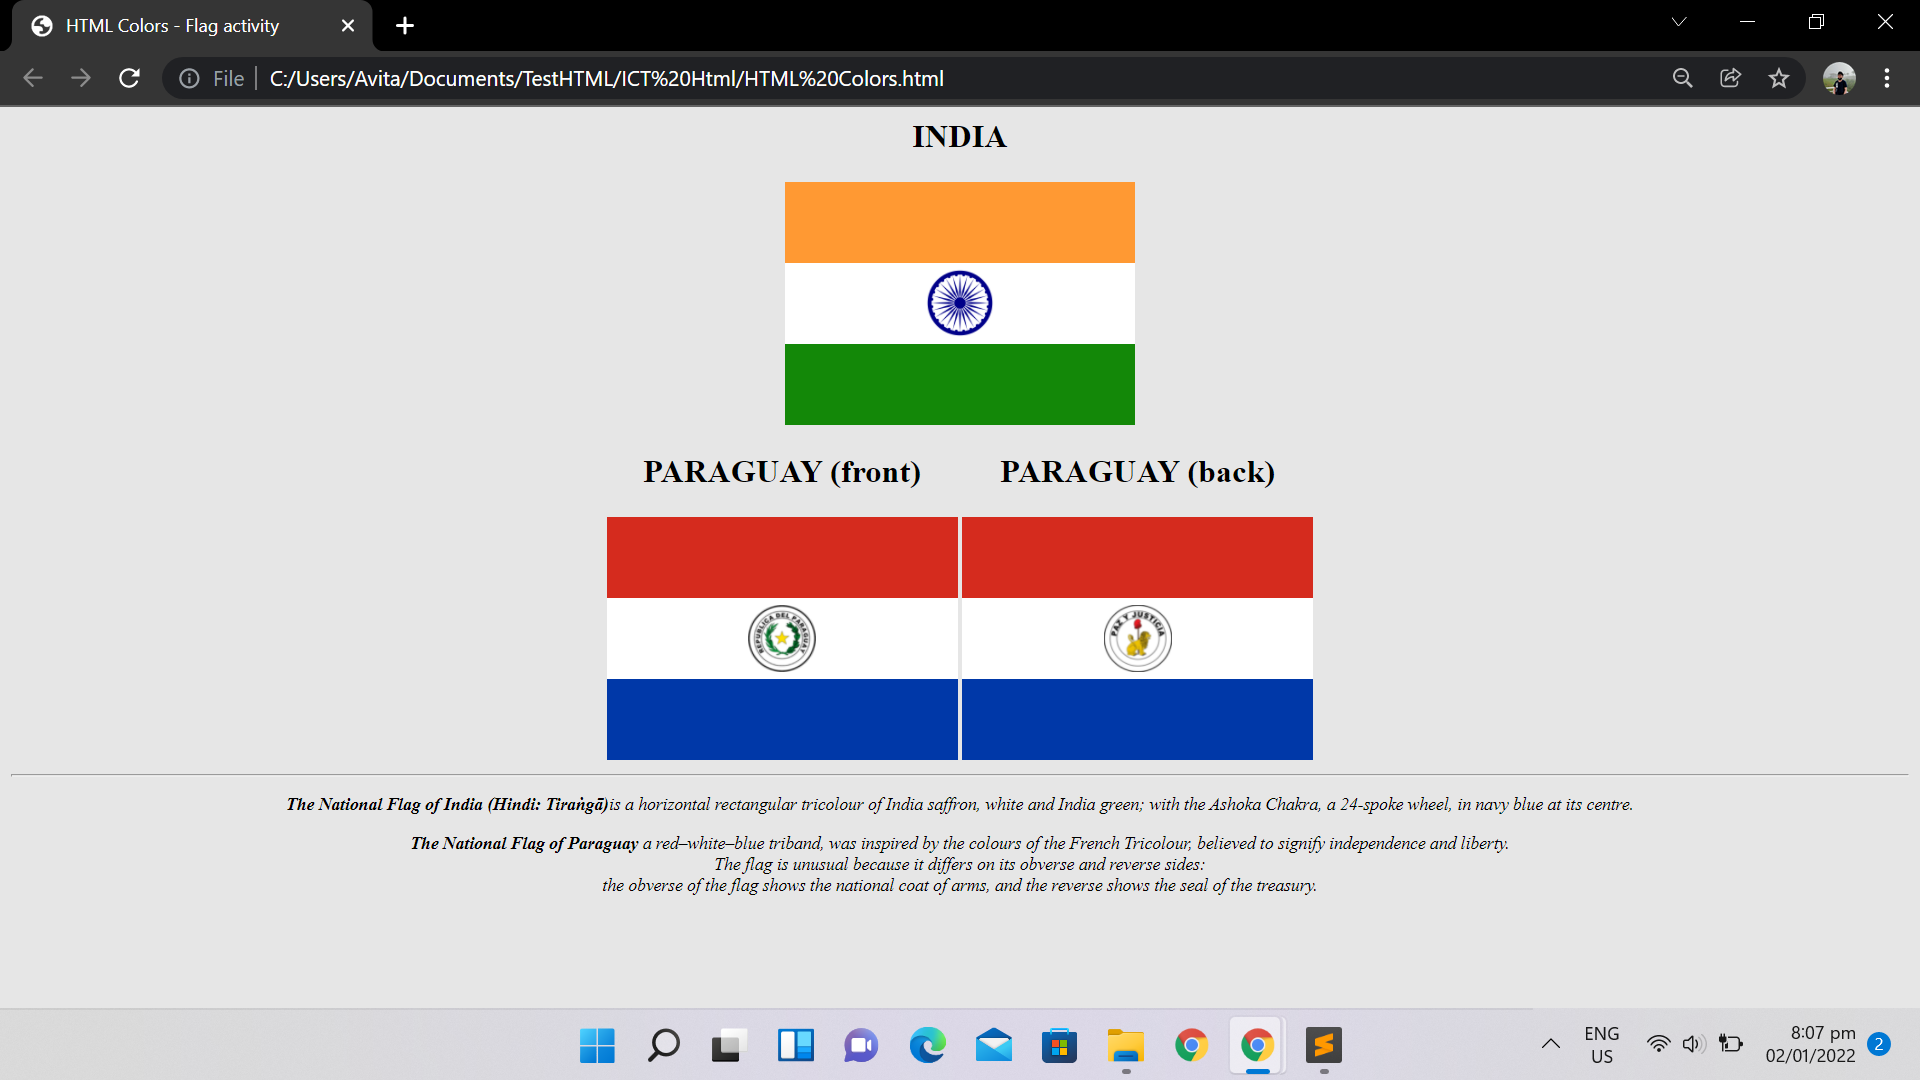 HTML Colors - Flag activity
File C:/Users/Avita/Documents/TestHTML/ICT%20Html/HTML%20Colors.html
INDIA
PARAGUAY (front) PARAGUAY (back)
REPUBLICA DEL PARAGUAY
PAZ Y JUSTICIA
The National Flag of India (Hindi: Tiraṅgā)is a horizontal rectangular tricolour of India saffron, white and India green; with the Ashoka Chakra, a 24-spoke wheel, in navy blue at its centre.
The National Flag of Paraguay a red–white–blue triband, was inspired by the colours of the French Tricolour, believed to signify independence and liberty.
The flag is unusual because it differs on its obverse and reverse sides:
the obverse of the flag shows the national coat of arms, and the reverse shows the seal of the treasury.
ENG
US
8:07 pm
02/01/2022
2